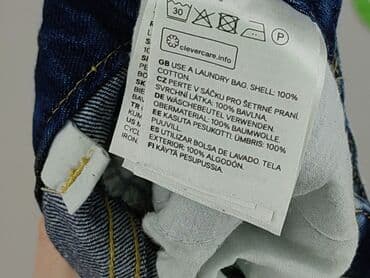 30
P
clevercare.info
GB USE A LAUNDRY BAG. SHELL: 100%
COTTON.
CZ PERTE V SÁČKU PRO ŠETRNÉ PRANÍ.
SVRCHNÍ LÁTKA: 100% BAVLNA.
DE WÄSCHEBEUTEL VERWENDEN.
OBERMATERIAL: 100% BAUMWOLLE.
EE KASUTA PESUKOTTI. ÜMBRIS: 100%
PUUVILL.
ES UTILIZAR BOLSA DE LAVADO. TELA
EXTERIOR: 100% ALGODÓN.
FI KÄYTÄ PESUPUSSIA.